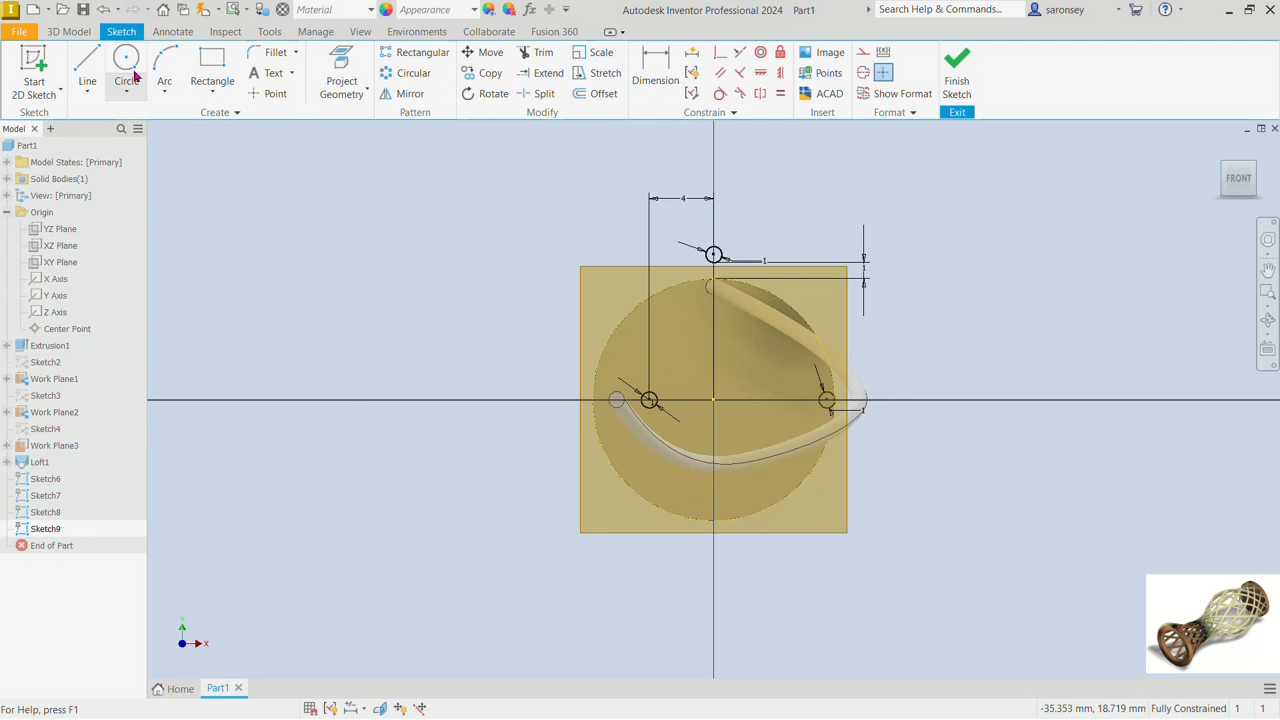 Material
Appearance
Autodesk Inventor Professional 2024   Part1
Search Help & Commands...
saronsey
File
3D Model
Sketch
Annotate
Inspect
Tools
Manage
View
Environments
Collaborate
Fusion 360
Start
2D Sketch
Line
Circle
Arc
Rectangle
Fillet
Text
Point
Project
Geometry
Rectangular
Circular
Mirror
Move
Copy
Rotate
Trim
Extend
Split
Scale
Stretch
Offset
Dimension
Image
Points
ACAD
Show Format
Finish
Sketch
Sketch
Create
Pattern
Modify
Constrain
Insert
Format
Exit
Model
Part1
Model States: [Primary]
Solid Bodies(1)
View: [Primary]
Origin
YZ Plane
XZ Plane
XY Plane
X Axis
Y Axis
Z Axis
Center Point
Extrusion1
Sketch2
Work Plane1
Sketch3
Work Plane2
Sketch4
Work Plane3
Loft1
Sketch6
Sketch7
Sketch8
Sketch9
End of Part
FRONT
4
1
1
1
1
Y
X
Home
Part1
For Help, press F1
-35.353 mm, 18.719 mm   Fully Constrained   1   1